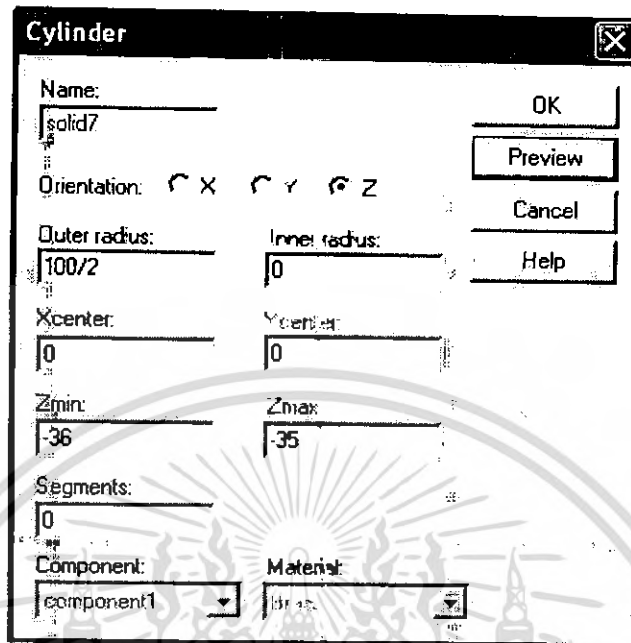 Cylinder
Name:
solid7
OK
Preview
Orientation: X Y Z
Cancel
Outer radius: Inner radius:
100/2 0
Help
Xcenter: Ycenter:
0 0
Zmin: Zmax
-36 -35
Segments:
0
Component: Material:
component1